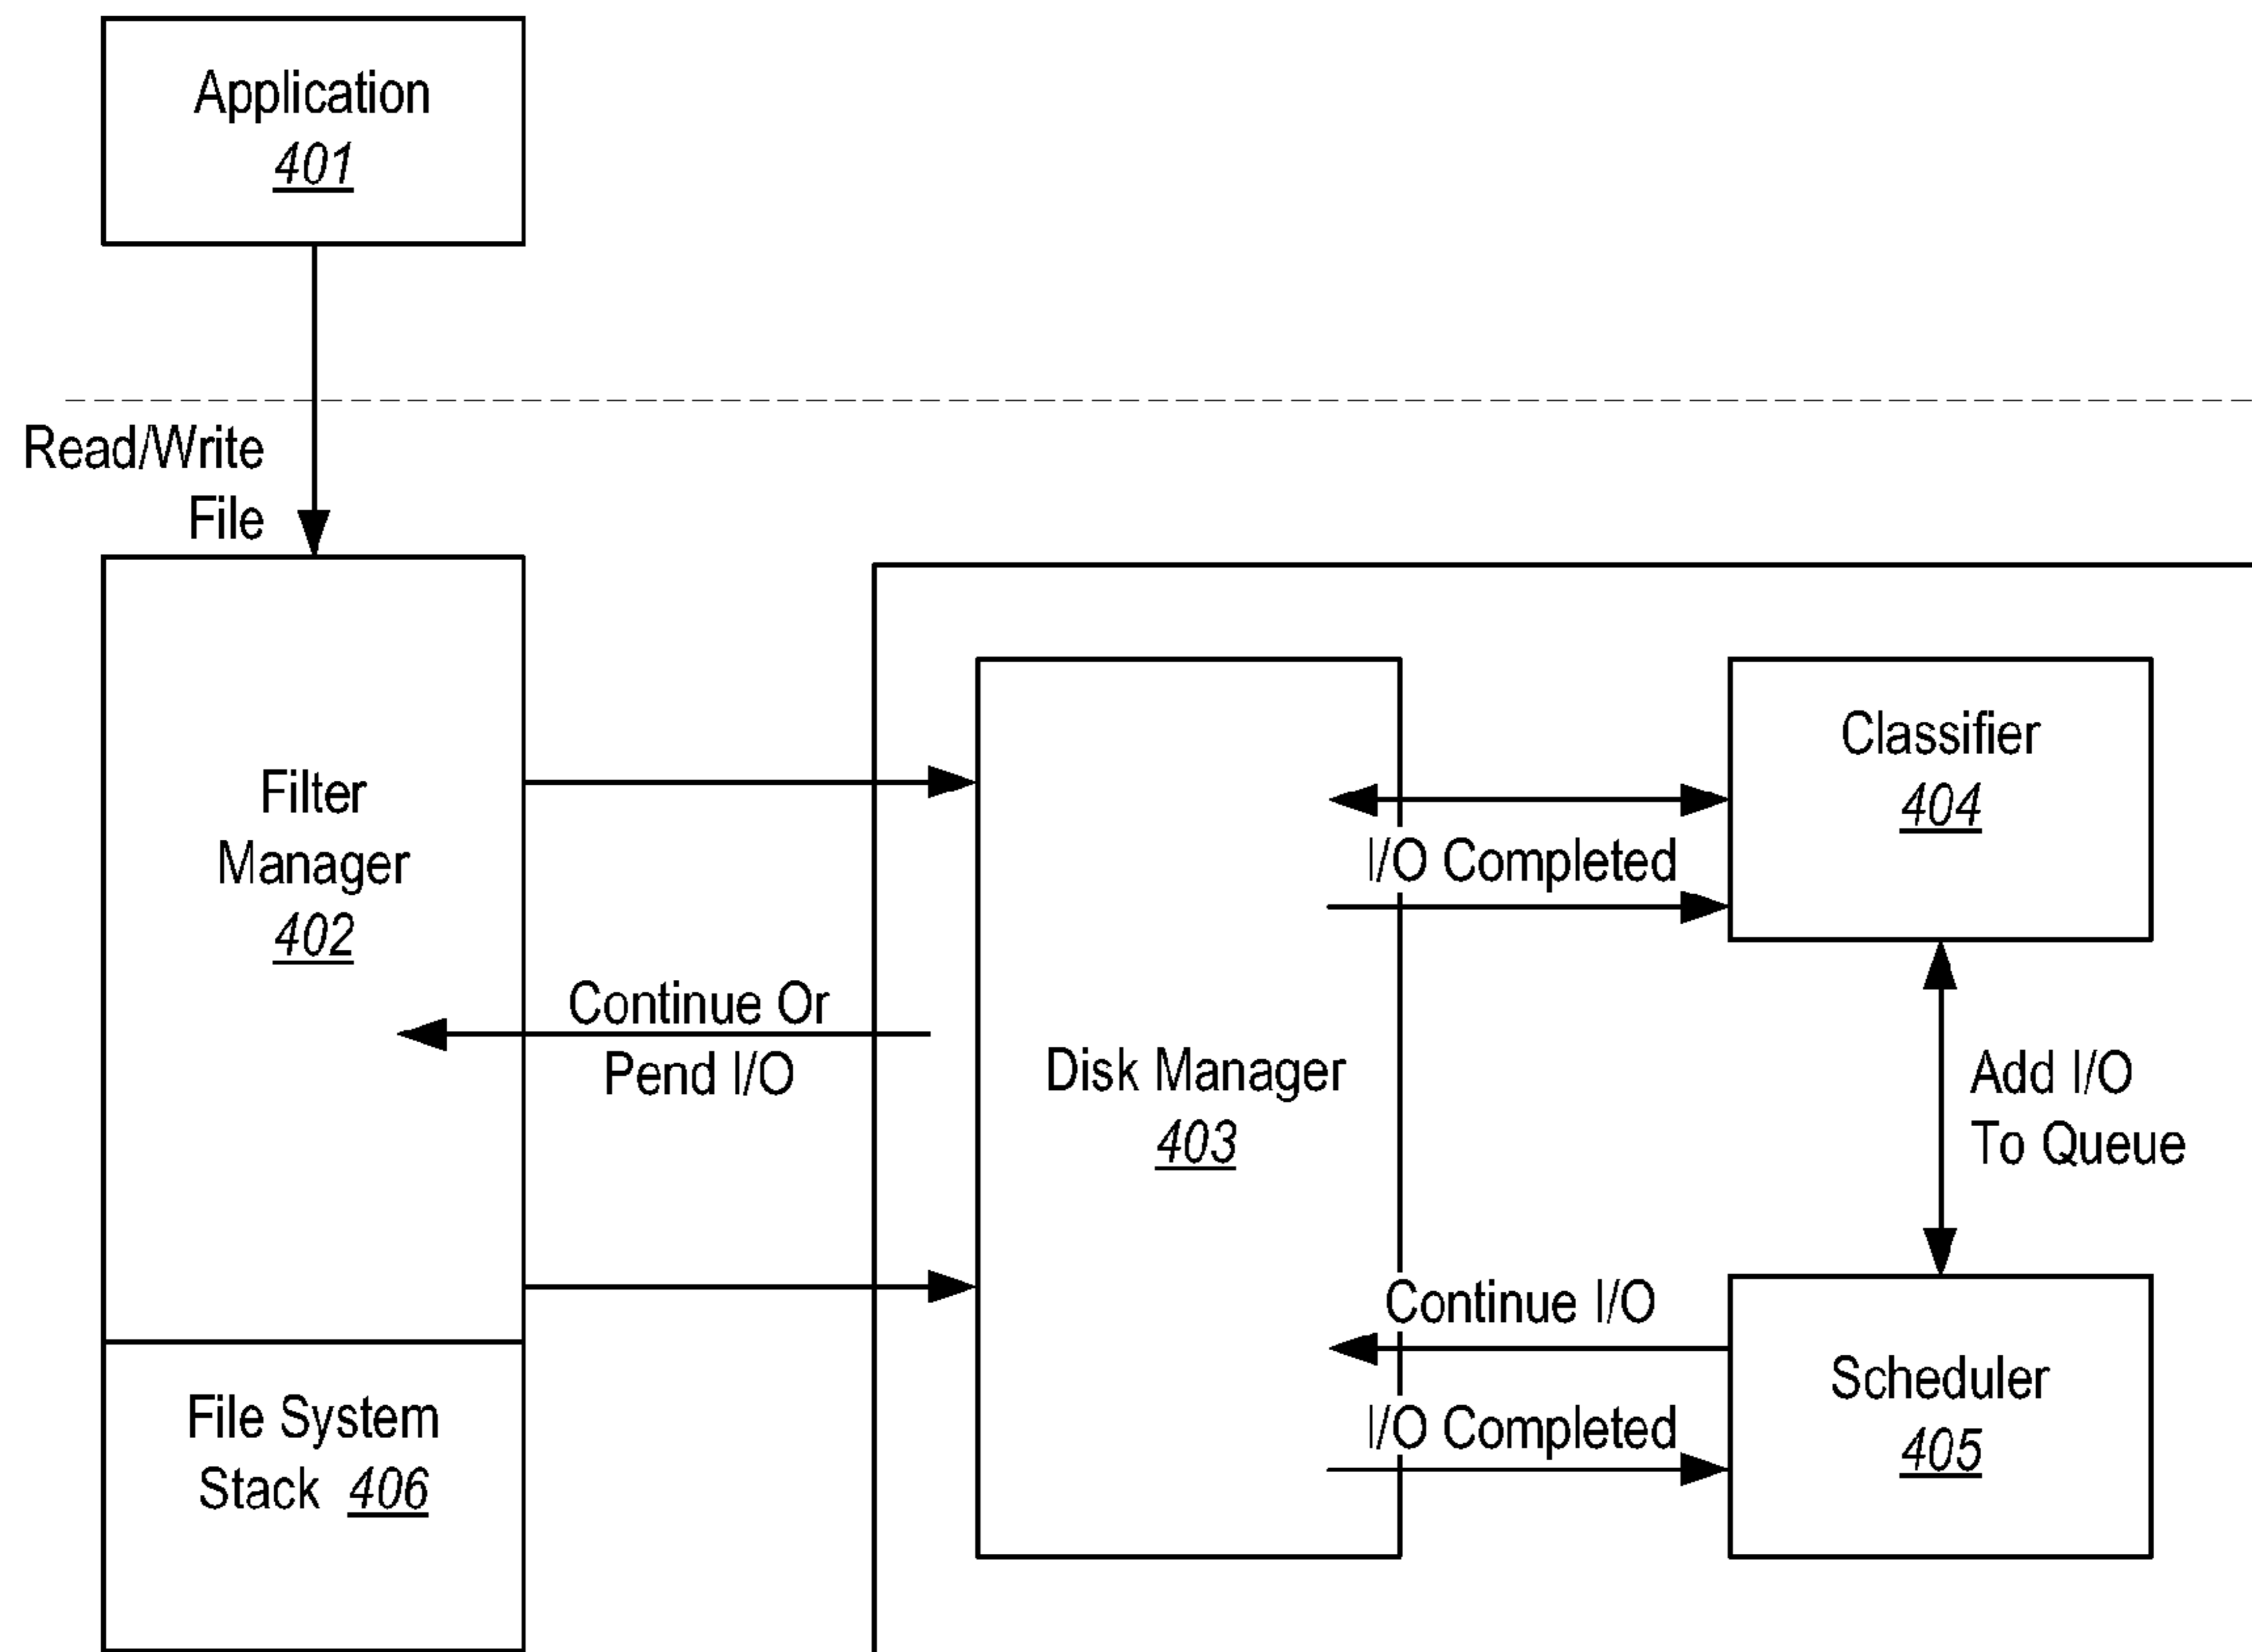 Application
401
Read/Write
File
Filter
Manager
402
Continue Or
Pend I/O
File System
Stack 406
Disk Manager
403
I/O Completed
Classifier
404
Add I/O
To Queue
Continue I/O
I/O Completed
Scheduler
405